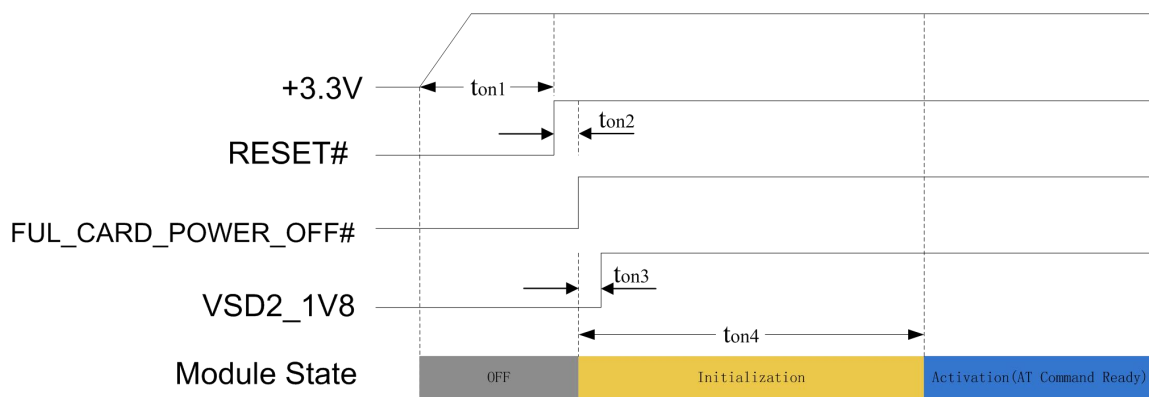 +3.3V
ton1
RESET#
ton2
FUL_CARD_POWER_OFF#
VSD2_1V8
ton3
ton4
Module State
OFF
Initialization
Activation(AT Command Ready)